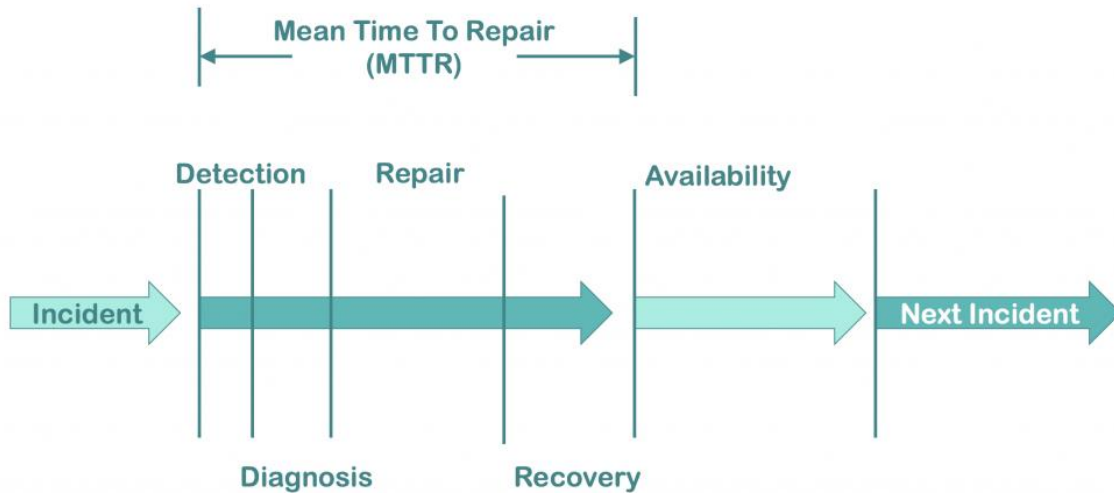 Mean Time To Repair
(MTTR)
Detection
Repair
Availability
Incident
Next Incident
Diagnosis
Recovery